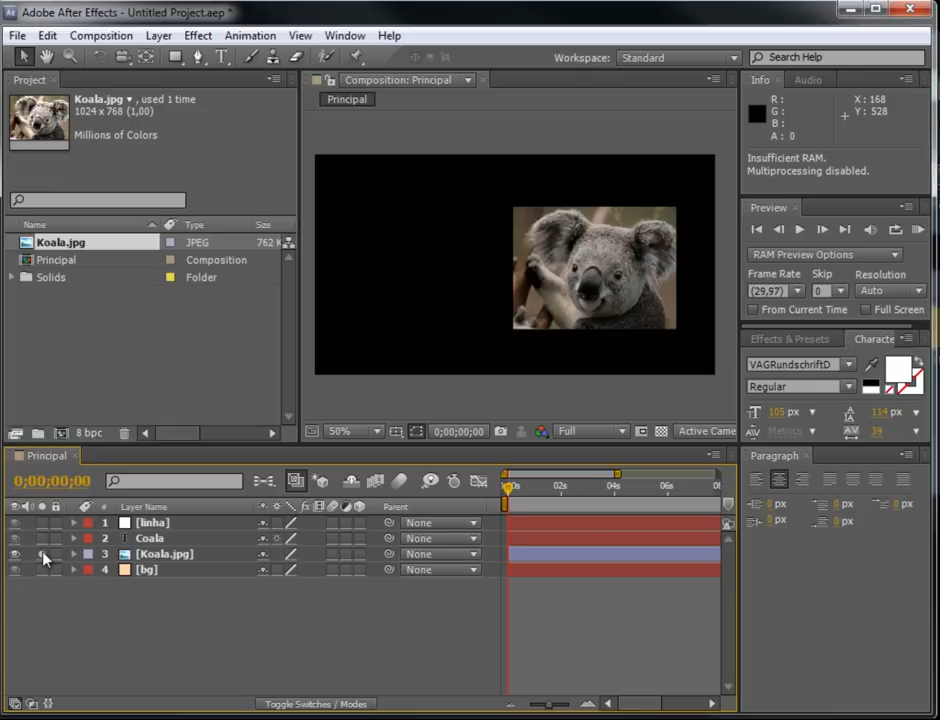 Adobe After Effects - Untitled Project.aep *
File Edit Composition Layer Effect Animation View Window Help
Workspace: Standard Search Help
Project
Koala.jpg ▾ , used 1 time
1024 x 768 (1,00)
Millions of Colors
Name Type Size
Koala.jpg JPEG 762 K
Principal Composition
Solids Folder
8 bpc
Composition: Principal
Principal
50% 0;00;00;00 Full Active Came
Info Audio
R : X : 168
G : Y : 528
B :
A : 0
Insufficient RAM.
Multiprocessing disabled.
Preview
RAM Preview Options
Frame Rate Skip Resolution
(29,97) 0 Auto
From Current Time Full Screen
Effects & Presets Characte
VAGRundschriftD
Regular
105 px 114 px
Metrics 39
Paragraph
0 px 0 px 0 px
0 px 0 px
Principal
0;00;00;00
02s 04s 06s
# Layer Name Parent
1 [linha] None
2 T Coala None
3 [Koala.jpg] None
4 [bg] None
Toggle Switches / Modes